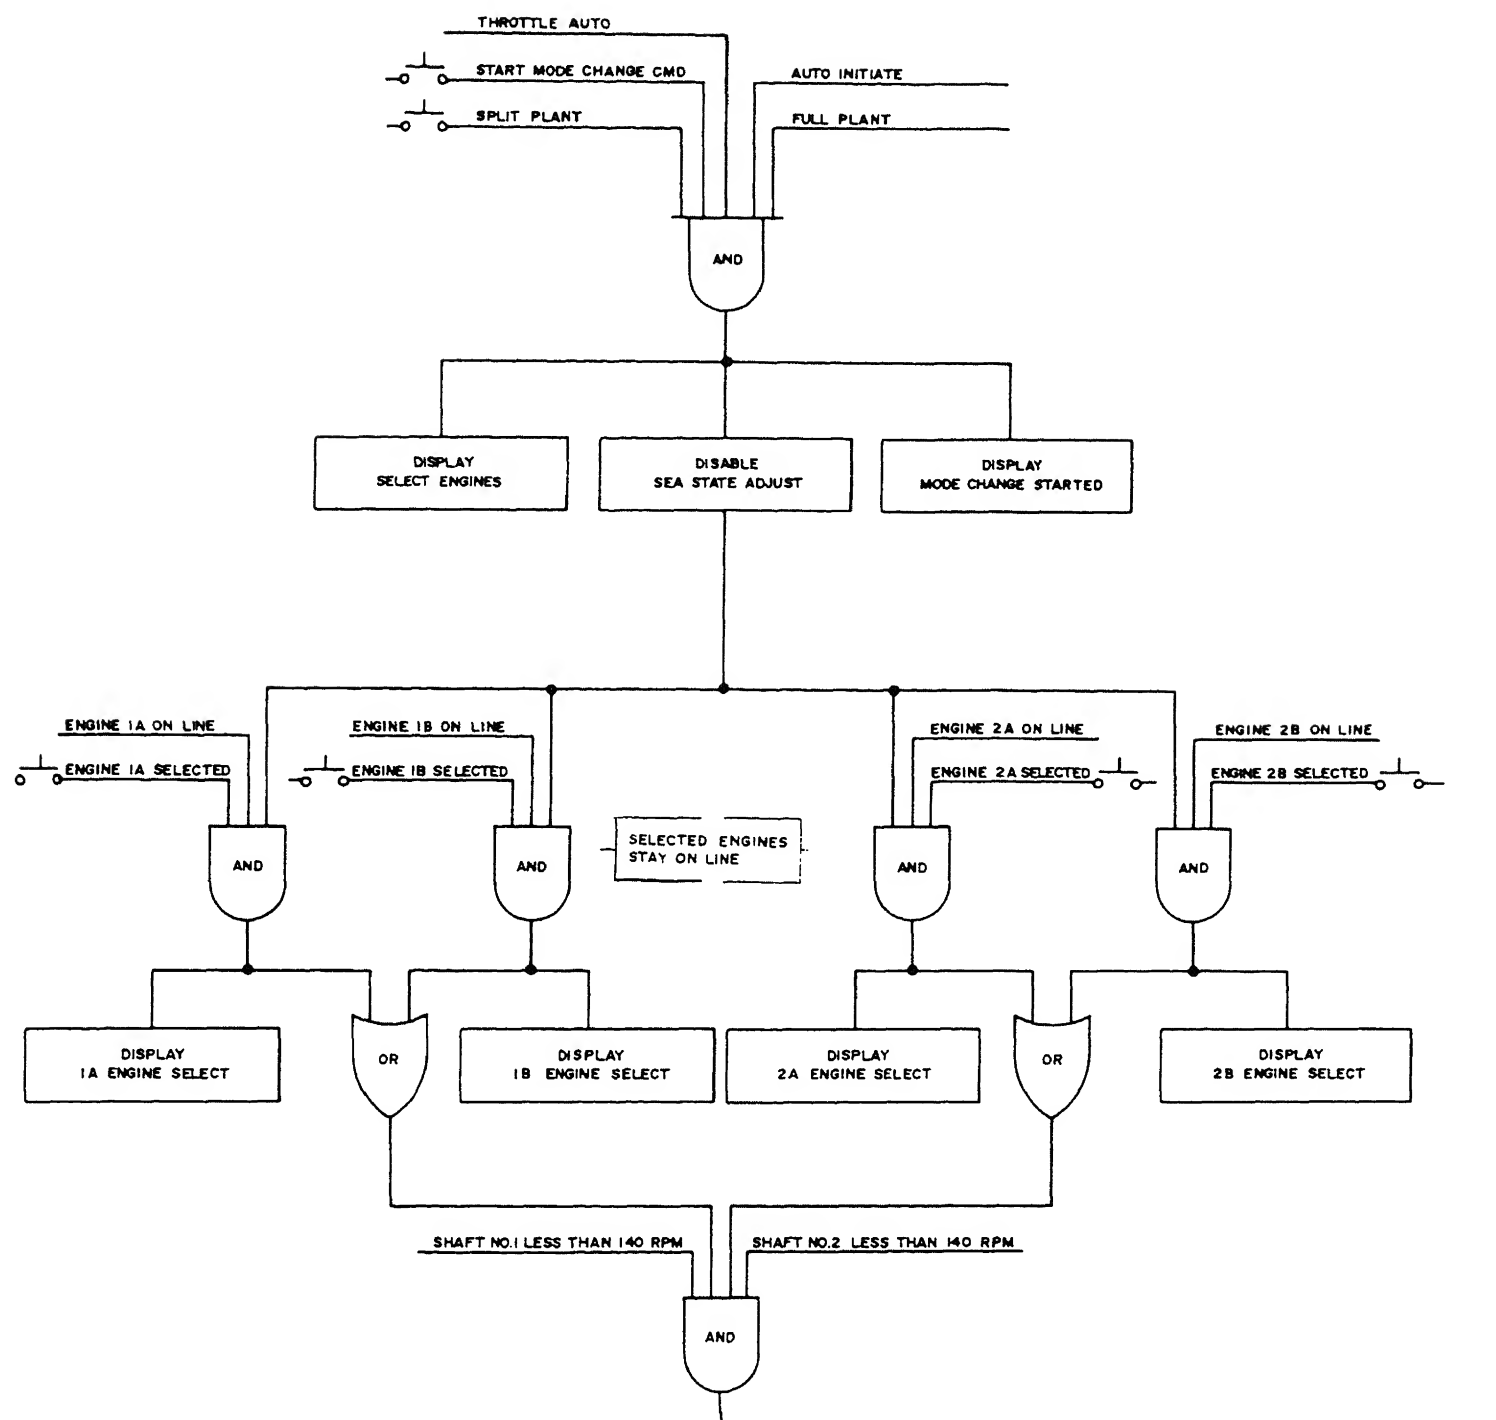 THROTTLE AUTO
START MODE CHANGE CMD
AUTO INITIATE
SPLIT PLANT
FULL PLANT
AND
DISPLAY
SELECT ENGINES
DISABLE
SEA STATE ADJUST
DISPLAY
MODE CHANGE STARTED
ENGINE 1A ON LINE
ENGINE 1B ON LINE
ENGINE 2A ON LINE
ENGINE 2B ON LINE
ENGINE 1A SELECTED
ENGINE 1B SELECTED
ENGINE 2A SELECTED
ENGINE 2B SELECTED
AND
AND
SELECTED ENGINES
STAY ON LINE
AND
AND
DISPLAY
1A ENGINE SELECT
OR
DISPLAY
1B ENGINE SELECT
DISPLAY
2A ENGINE SELECT
OR
DISPLAY
2B ENGINE SELECT
SHAFT NO.1 LESS THAN 140 RPM
SHAFT NO.2 LESS THAN 140 RPM
AND